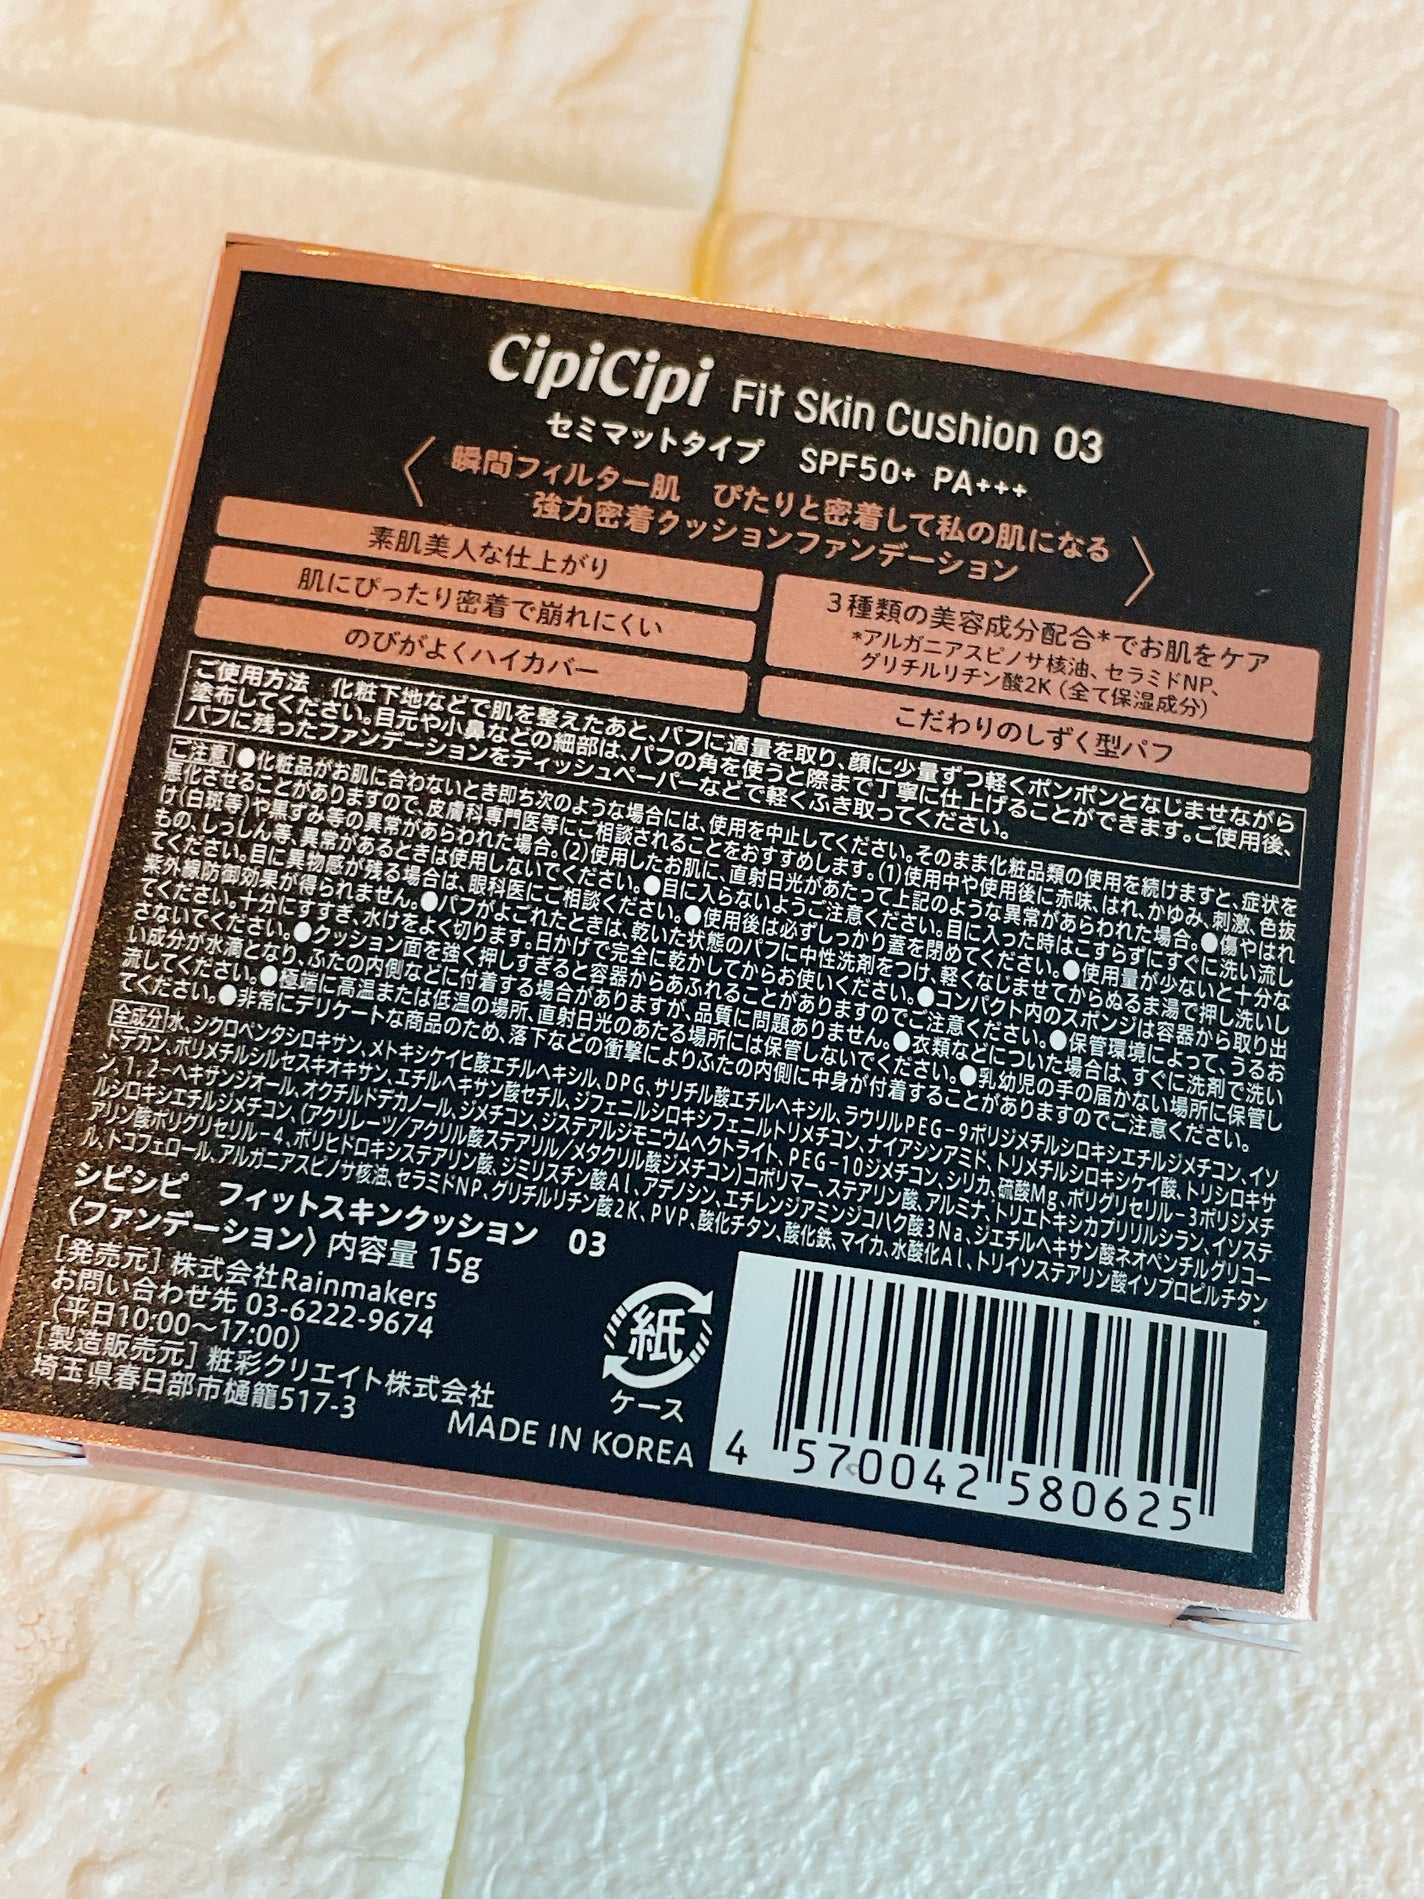 CipiCipi Fit Skin Cushion 03
セミマットタイプ SPF50+ PA+++
〈 瞬間フィルター肌 ぴたりと密着して私の肌になる
強力密着クッションファンデーション 〉
素肌美人な仕上がり
肌にぴったり密着で崩れにくい
のびがよくハイカバー
3種類の美容成分配合*でお肌をケア
*アルガニアスピノサ核油、セラミドNP、
グリチルリチン酸2K(全て保湿成分)
こだわりのしずく型パフ
ご使用方法 化粧下地などで肌を整えたあと、パフに適量を取り、顔に少量ずつ軽くポンポンとなじませながら
塗布してください。目元や小鼻などの細部は、パフの角を使うと際まで丁寧に仕上げることができます。ご使用後、
パフに残ったファンデーションをティッシュペーパーなどで軽くふき取ってください。
ご注意 ●化粧品がお肌に合わないとき即ち次のような場合には、使用を中止してください。そのまま化粧品類の使用を続けますと、症状を
悪化させることがありますので、皮膚科専門医等にご相談されることをおすすめします。(1)使用中や使用後に赤味、はれ、かゆみ、刺激、色抜
け(白斑等)や黒ずみ等の異常があらわれた場合。(2)使用したお肌に、直射日光があたって上記のような異常があらわれた場合。●傷やはれ
もの、しっしん等、異常があるときは使用しないでください。●目に入らないようご注意ください。目に入った時はこすらずにすぐに洗い流し
てください。目に異物感が残る場合は、眼科医にご相談ください。●使用後は必ずしっかり蓋を閉めてください。●使用量が少ないと十分な
紫外線防御効果が得られません。●パフがよごれたときは、乾いた状態のパフに中性洗剤をつけ、軽くなじませてからぬるま湯で押し洗いし
てください。十分にすすぎ、水けをよく切ります。日かげで完全に乾かしてからお使いください。●コンパクト内のスポンジは容器から取り出
さないでください。●クッション面を強く押しすぎると容器からあふれることがありますのでご注意ください。●保管環境によって、うるお
い成分が水滴となり、ふたの内側などに付着する場合がありますが、品質に問題ありません。●衣類などについた場合は、すぐに洗剤で洗い
流してください。●極端に高温または低温の場所、直射日光のあたる場所には保管しないでください。●乳幼児の手の届かない場所に保管し
てください。●非常にデリケートな商品のため、落下などの衝撃によりふたの内側に中身が付着することがありますのでご注意ください。
全成分 水、シクロペンタシロキサン、メトキシケイヒ酸エチルヘキシル、DPG、サリチル酸エチルヘキシル、ラウリルPEG-9ポリジメチルシロキシエチルジメチコン、イソ
ドデカン、ポリメチルシルセスキオキサン、エチルヘキサン酸セチル、ジフェニルシロキシフェニルトリメチコン、ナイアシンアミド、トリメチルシロキシケイ酸、トリシロキサ
ン、1,2-ヘキサンジオール、オクチルドデカノール、ジメチコン、ジステアルジモニウムヘクトライト、PEG-10ジメチコン、シリカ、硫酸Mg、ポリグリセリル-3ポリジメチ
ルシロキシエチルジメチコン、(アクリレーツ/アクリル酸ステアリル/メタクリル酸ジメチコン)コポリマー、ステアリン酸、アルミナ、トリエトキシカプリリルシラン、イソステ
アリン酸ポリグリセリル-4、ポリヒドロキシステアリン酸、ジミリスチン酸Al、アデノシン、エチレンジアミンジコハク酸3Na、ジエチルヘキサン酸ネオペンチルグリコー
ル、トコフェロール、アルガニアスピノサ核油、セラミドNP、グリチルリチン酸2K、PVP、酸化チタン、酸化鉄、マイカ、水酸化Al、トリイソステアリン酸イソプロピルチタン
シピシピ フィットスキンクッション 03
〈ファンデーション〉内容量 15g
[発売元] 株式会社Rainmakers
お問い合わせ先 03-6222-9674
(平日10:00〜17:00)
[製造販売元] 粧彩クリエイト株式会社
埼玉県春日部市樋籠517-3
紙
ケース
MADE IN KOREA
4 570042 580625